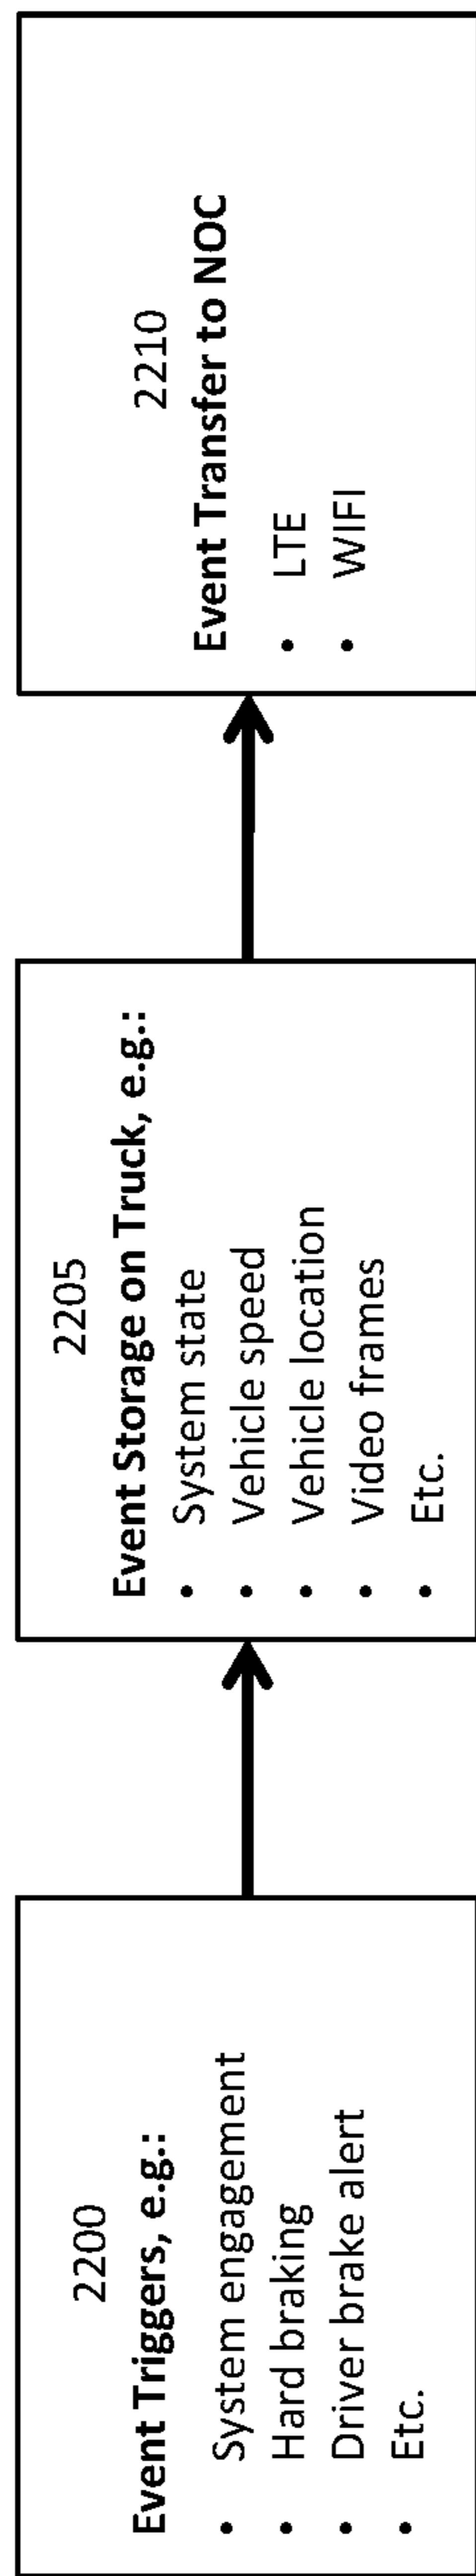 2200
Event Triggers, e.g.:
• System engagement
• Hard braking
• Driver brake alert
• Etc.
2205
Event Storage on Truck, e.g.:
• System state
• Vehicle speed
• Vehicle location
• Video frames
• Etc.
2210
Event Transfer to NOC
• LTE
• WIFI